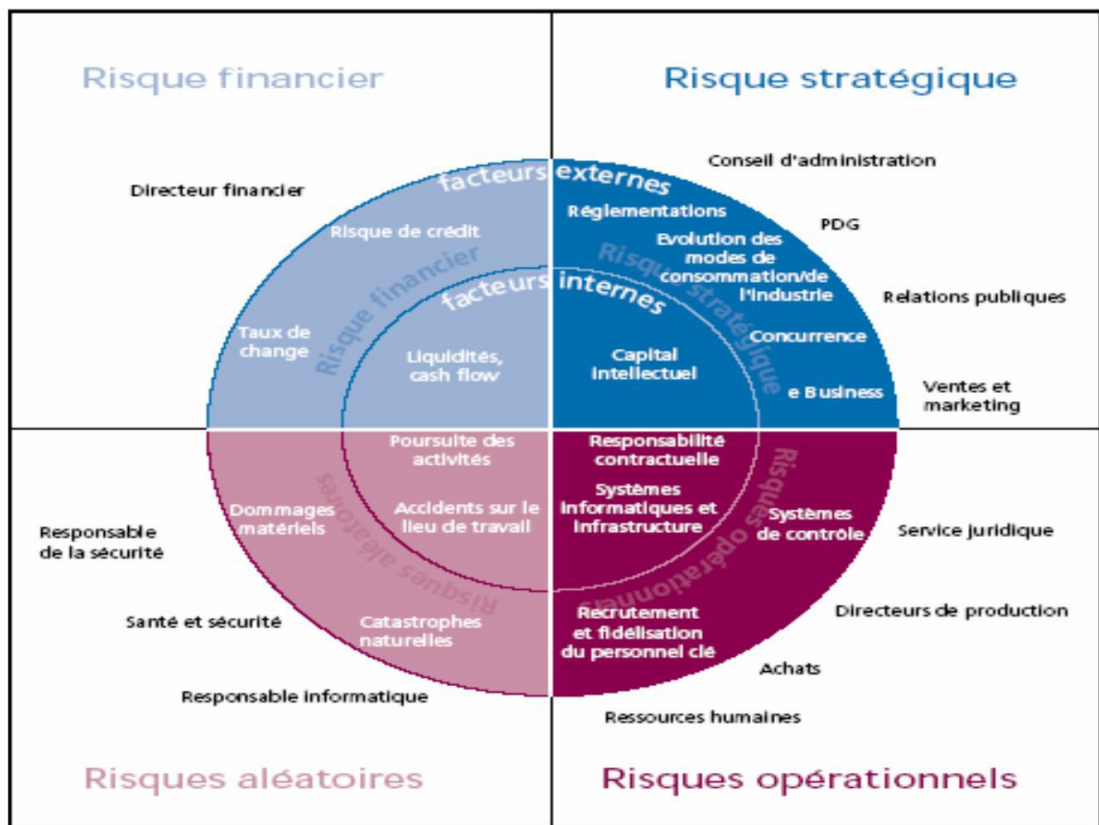 Risque financier
Directeur financier
facteurs externes
Risque de crédit
Risque financier
facteurs internes
Taux de
change
Liquidités,
cash flow
Risque stratégique
Conseil d'administration
Réglementations
PDG
Evolution des
modes de
consommation/de
l'Industrie
Risque stratégique
Relations publiques
Concurrence
Capital
Intellectuel
e Business
Ventes et
marketing
Poursuite des
activités
Dommages
matériels
Accidents sur le
lieu de travail
Risques aléatoires
Responsable
de la sécurité
Santé et sécurité
Catastrophes
naturelles
Responsable informatique
Risques aléatoires
Responsabilité
contractuelle
Systèmes
Informatiques et
Infrastructure
Risques opérationnels
Systèmes
de contrôle
Service juridique
Recrutement
et fidélisation
du personnel clé
Directeurs de production
Achats
Ressources humaines
Risques opérationnels